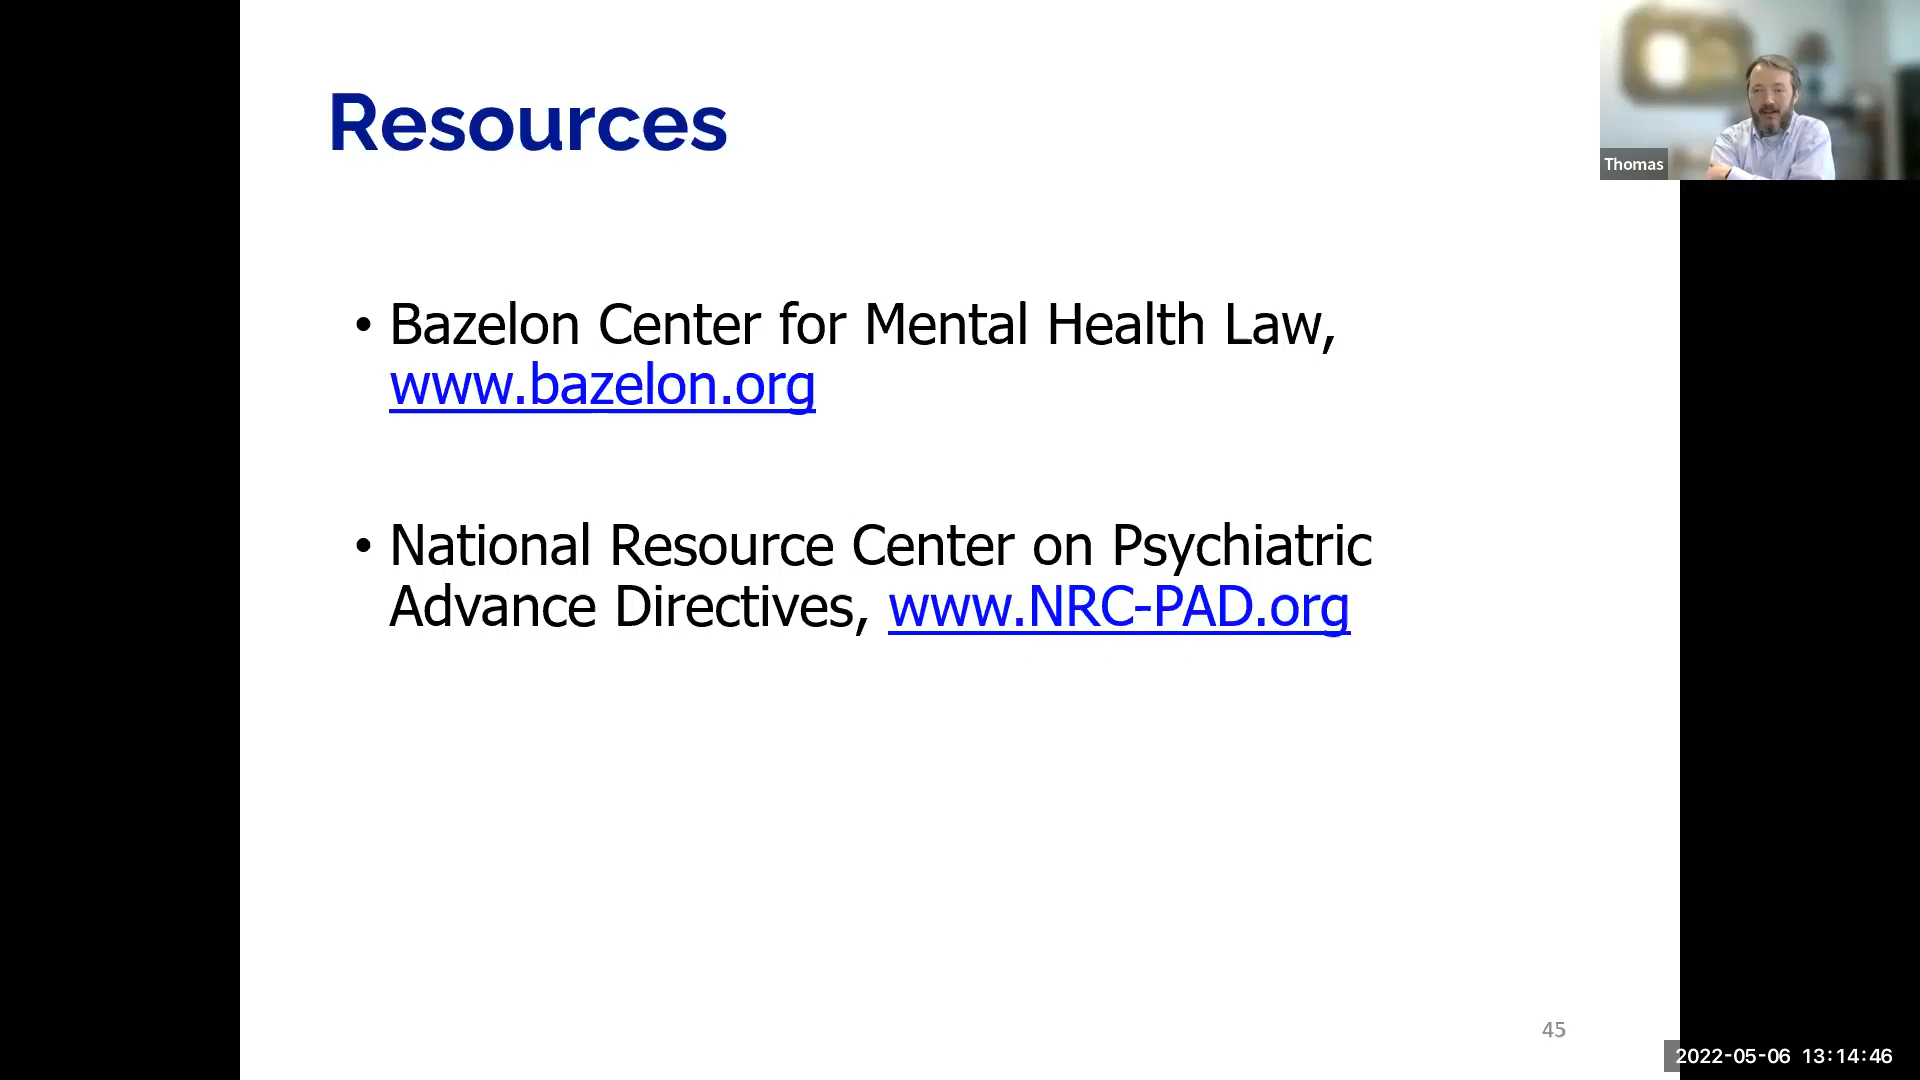 Resources
Thomas
• Bazelon Center for Mental Health Law,
www.bazelon.org
• National Resource Center on Psychiatric
Advance Directives, www.NRC-PAD.org
45
2022-05-06 13:14:46